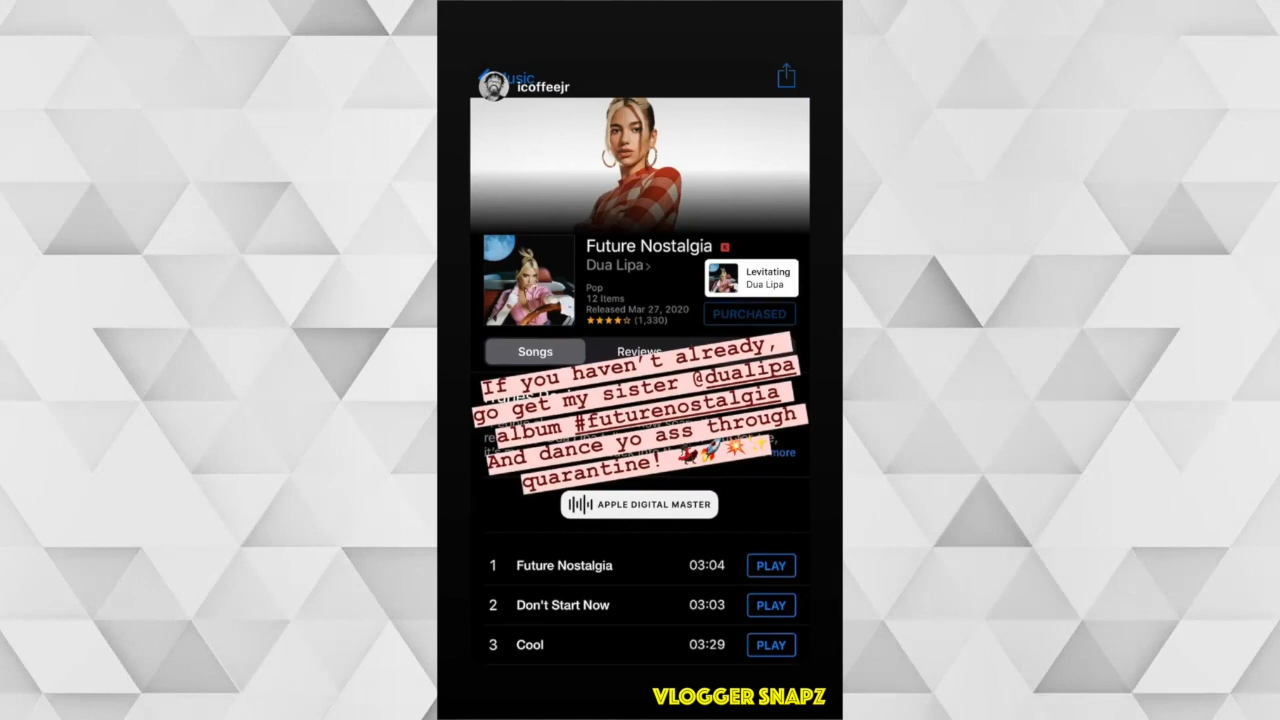 Music
icoffeejr
Future Nostalgia E
Dua Lipa >
Levitating
Dua Lipa
Pop
12 Items
Released Mar 27, 2020
★★★★☆ (1,330)
PURCHASED
Songs
Reviews
If you haven’t already,
go get my sister @dualipa
album #futurenostalgia
And dance yo ass through
quarantine! 💃🏿🚀💥✨
more
APPLE DIGITAL MASTER
1 Future Nostalgia 03:04 PLAY
2 Don't Start Now 03:03 PLAY
3 Cool 03:29 PLAY
VLOGGER SNAPZ